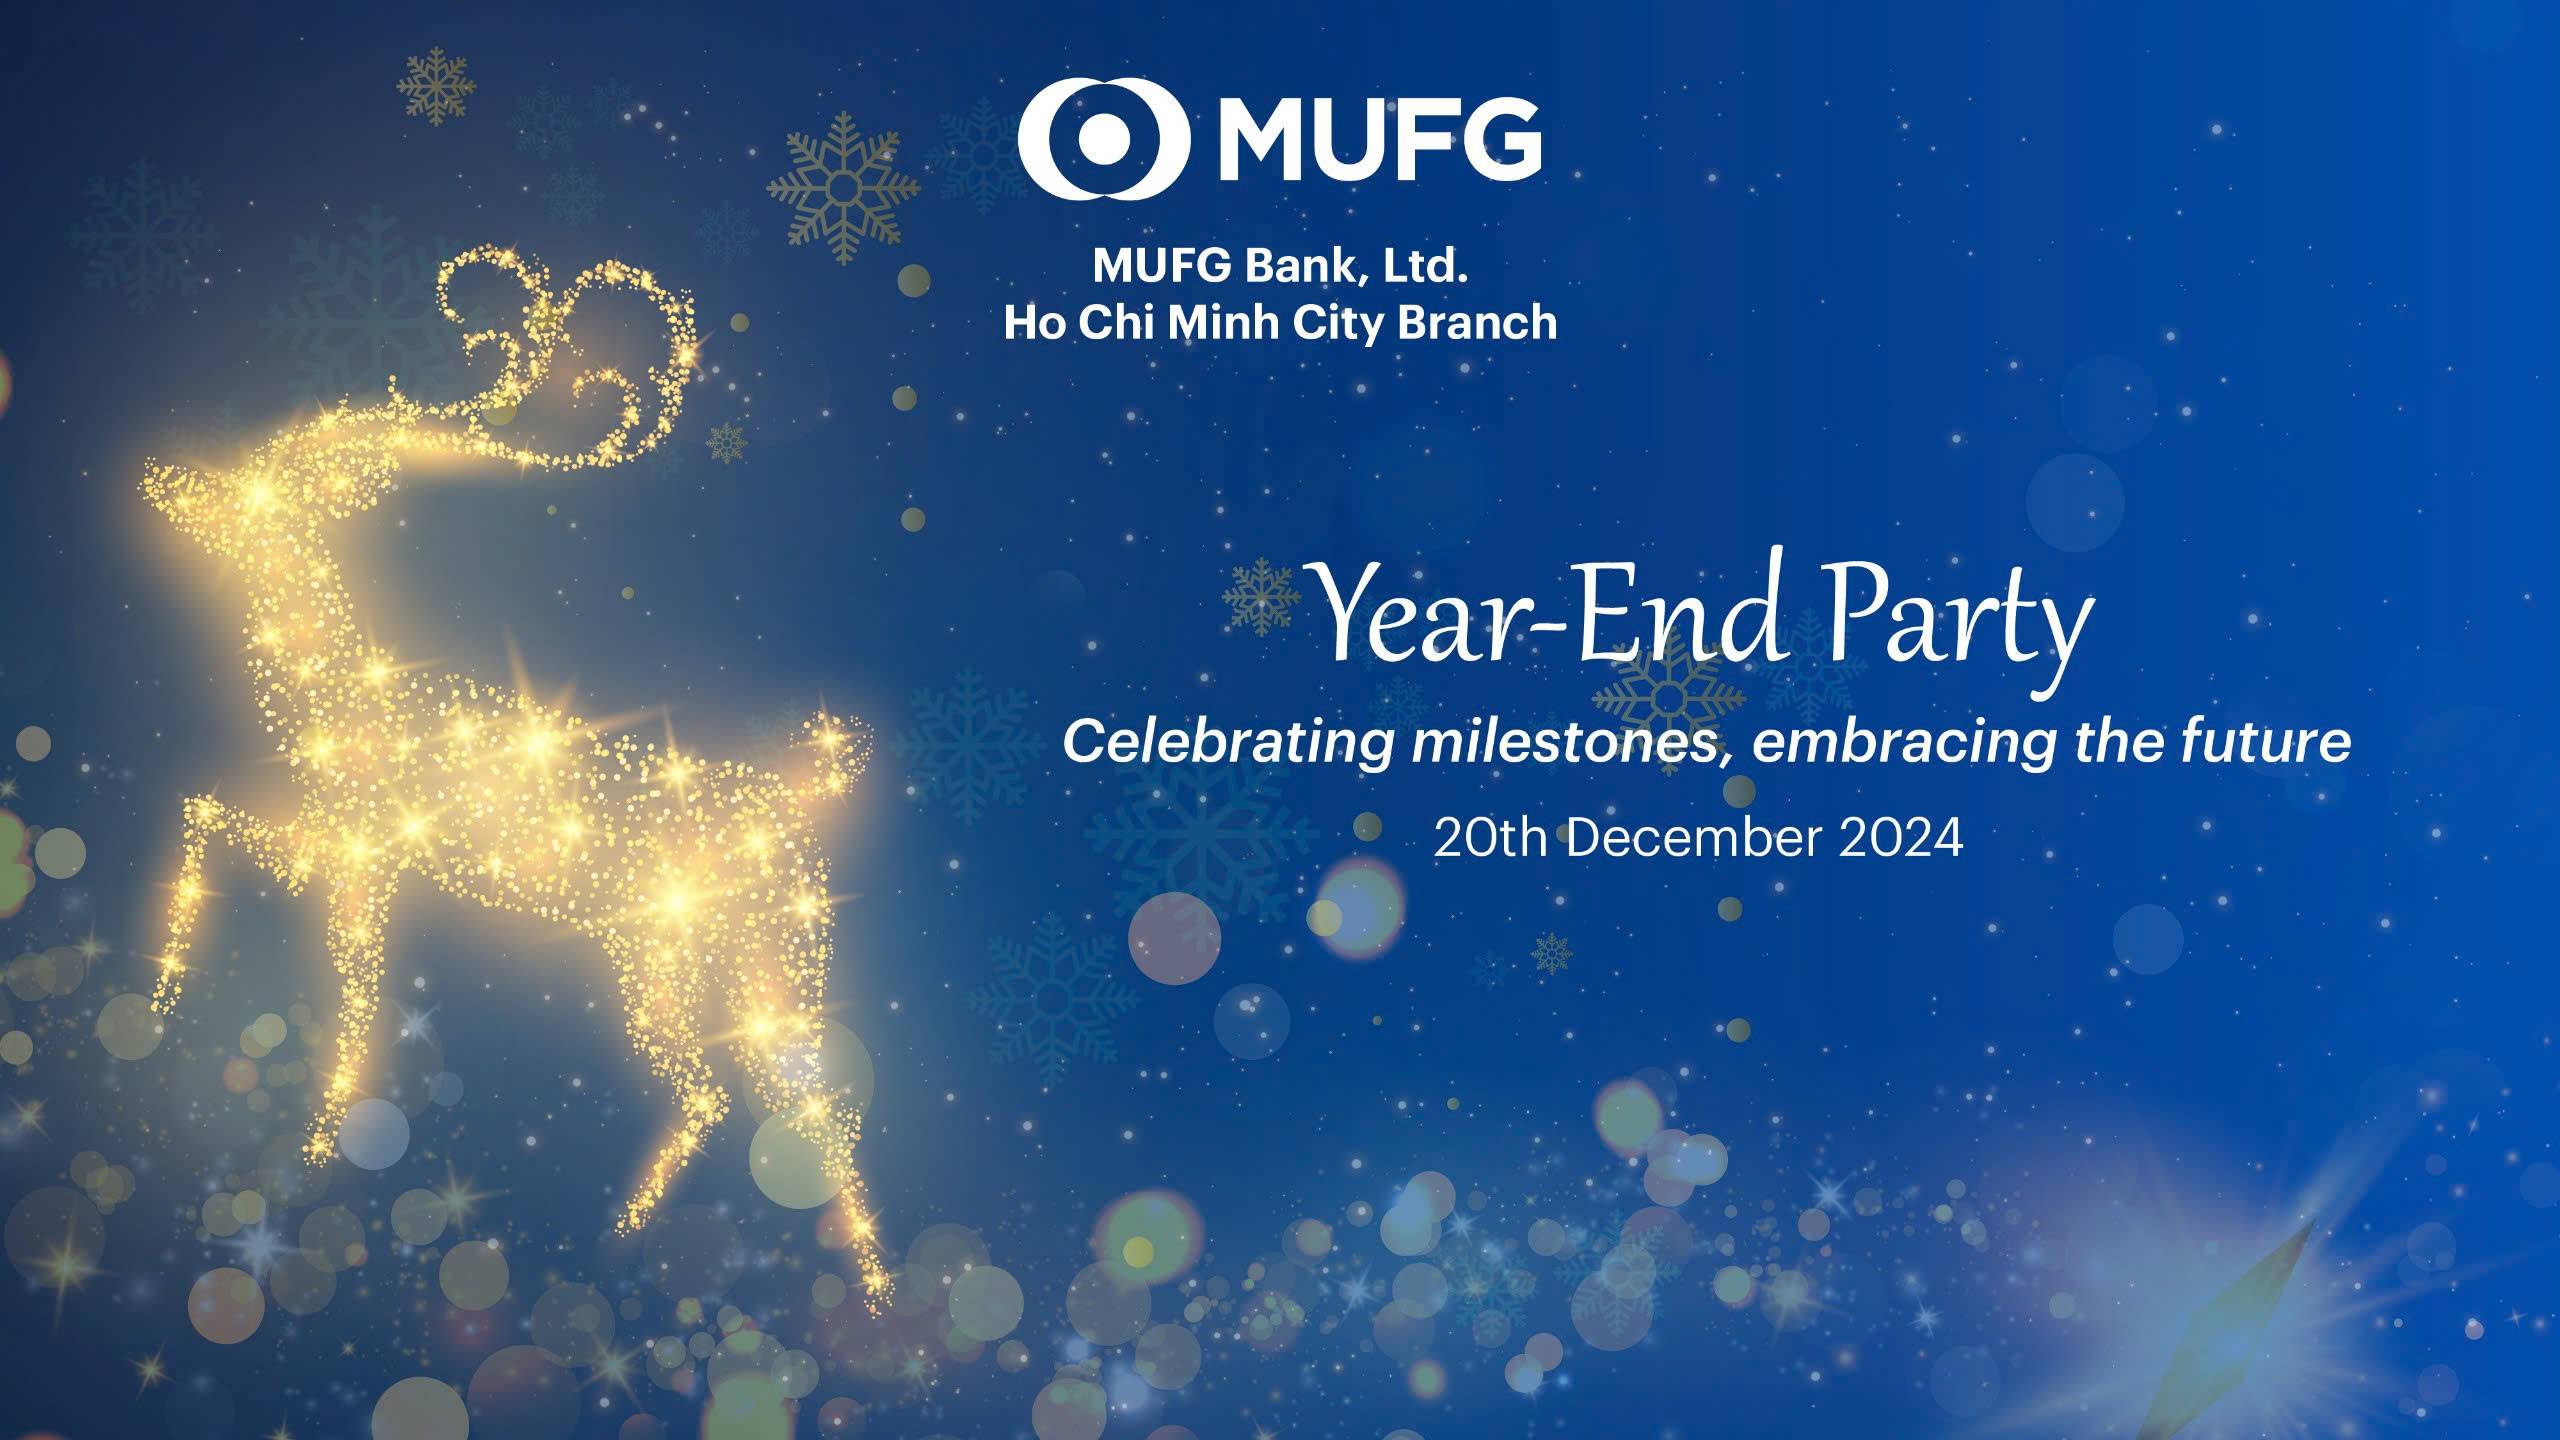 MUFG
MUFG Bank, Ltd.
Ho Chi Minh City Branch
Year-End Party
Celebrating milestones, embracing the future
20th December 2024